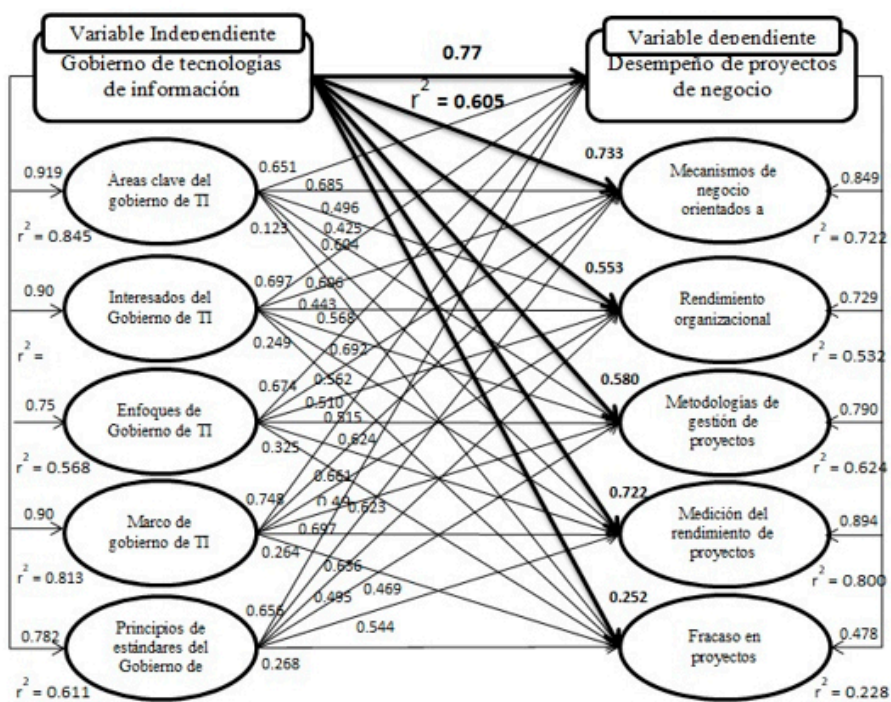 Variable Independiente
Gobierno de tecnologías
de información
0.77
r² = 0.605
Variable dependiente
Desempeño de proyectos
de negocio
0.919
r² = 0.845
Áreas clave del
gobierno de TI
0.651
0.685
0.496
0.425
0.604
0.123
0.733
Mecanismos de
negocio
orientados a
0.849
r² = 0.722
0.90
r² =
Interesados del
Gobierno de TI
0.697
0.606
0.443
0.568
0.249
0.692
0.553
Rendimiento
organizacional
0.729
r² = 0.532
0.75
r² = 0.568
Enfoques de
Gobierno de TI
0.674
0.562
0.510
0.515
0.325
0.624
0.580
Metodologías de
gestión de
proyectos
0.790
r² = 0.624
0.90
r² = 0.813
Marco de
gobierno de TI
0.748
0.661
0.623
0.697
0.264
0.722
Medición del
rendimiento de
proyectos
0.894
r² = 0.800
0.782
r² = 0.611
Principios de
estándares del
Gobierno de
0.656
0.636
0.495
0.469
0.544
0.268
0.252
Fracaso en
proyectos
0.478
r² = 0.228